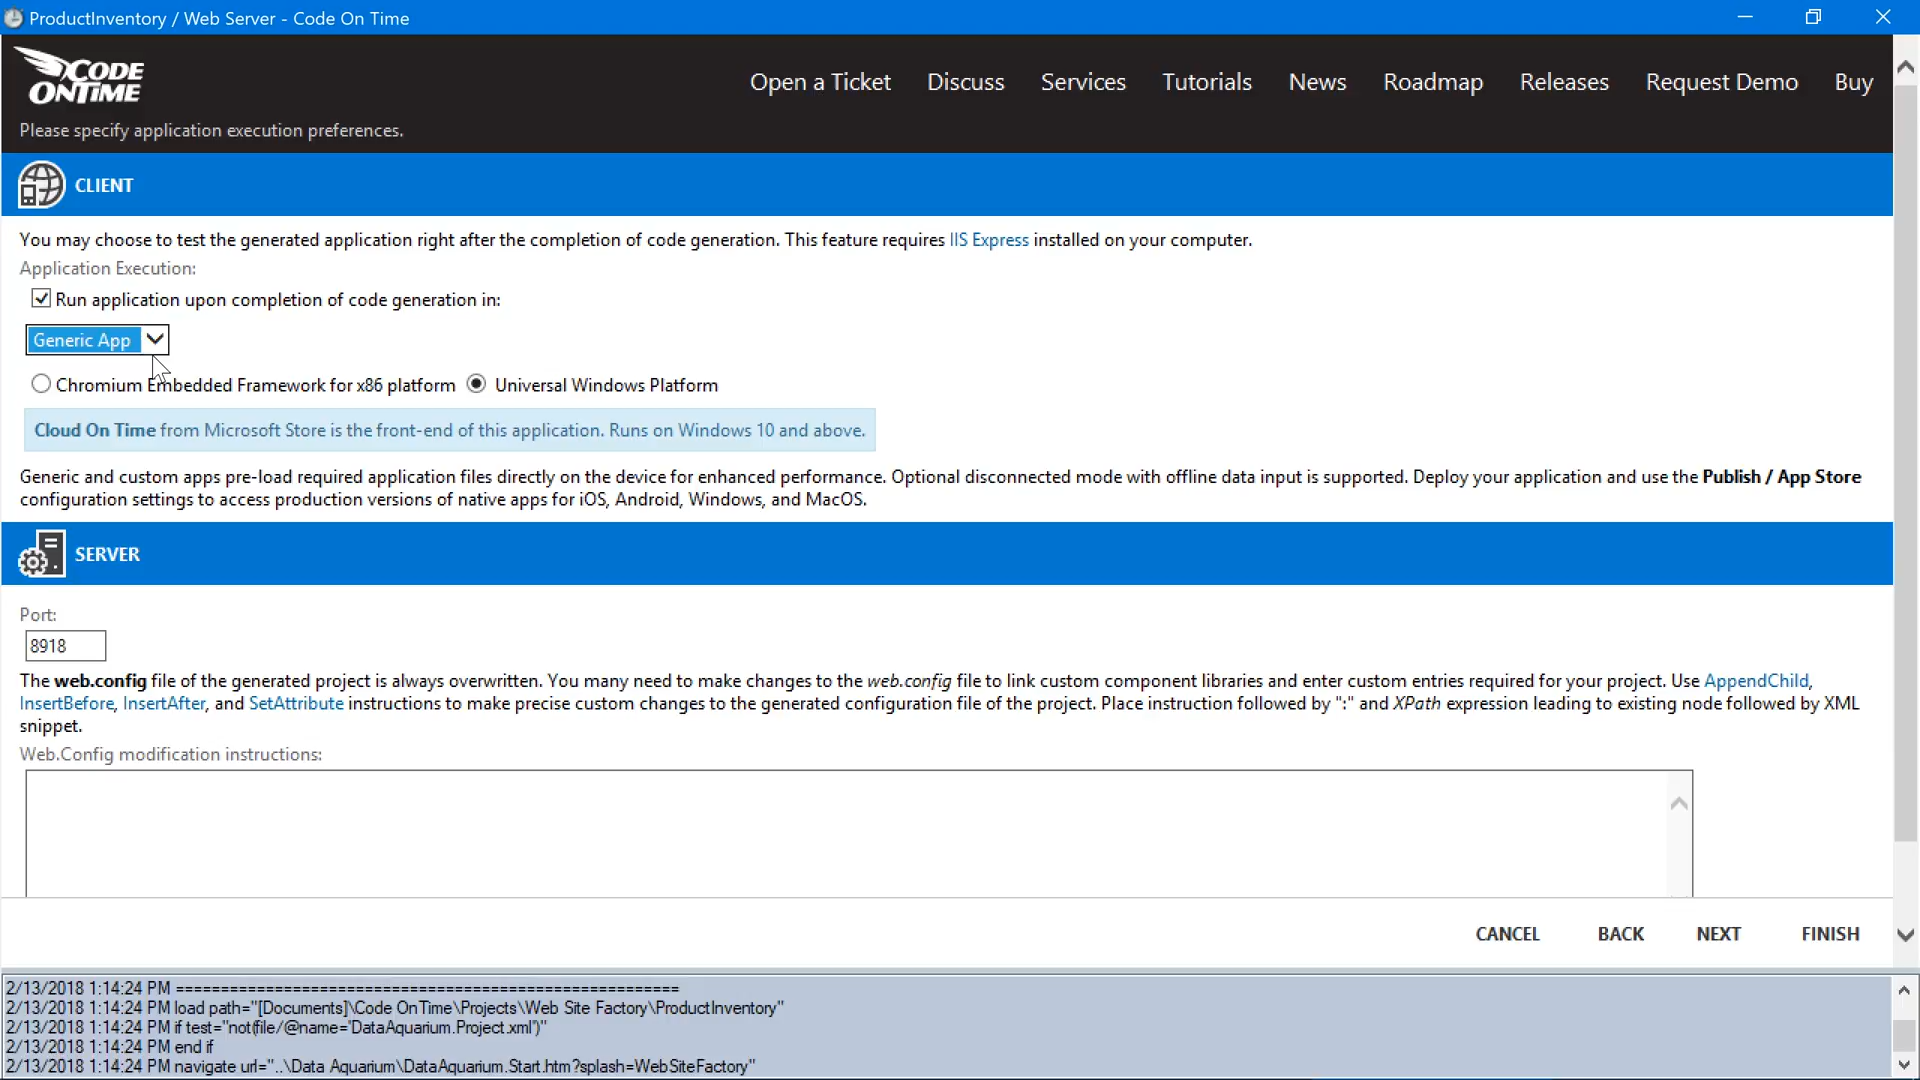 ProductInventory / Web Server - Code On Time
CODE
ONTIME
Open a Ticket Discuss Services Tutorials News Roadmap Releases Request Demo Buy
Please specify application execution preferences.
CLIENT
You may choose to test the generated application right after the completion of code generation. This feature requires IIS Express installed on your computer.
Application Execution:
Run application upon completion of code generation in:
Generic App
Chromium Embedded Framework for x86 platform Universal Windows Platform
Cloud On Time from Microsoft Store is the front-end of this application. Runs on Windows 10 and above.
Generic and custom apps pre-load required application files directly on the device for enhanced performance. Optional disconnected mode with offline data input is supported. Deploy your application and use the Publish / App Store
configuration settings to access production versions of native apps for iOS, Android, Windows, and MacOS.
SERVER
Port:
8918
The web.config file of the generated project is always overwritten. You many need to make changes to the web.config file to link custom component libraries and enter custom entries required for your project. Use AppendChild,
InsertBefore, InsertAfter, and SetAttribute instructions to make precise custom changes to the generated configuration file of the project. Place instruction followed by ":" and XPath expression leading to existing node followed by XML
snippet.
Web.Config modification instructions:
CANCEL BACK NEXT FINISH
2/13/2018 1:14:24 PM ========================================================
2/13/2018 1:14:24 PM load path="[Documents]\Code OnTime\Projects\Web Site Factory\ProductInventory"
2/13/2018 1:14:24 PM if test="not(file/@name='DataAquarium.Project.xml')"
2/13/2018 1:14:24 PM end if
2/13/2018 1:14:24 PM navigate url="..\Data Aquarium\DataAquarium.Start.htm?splash=WebSiteFactory"